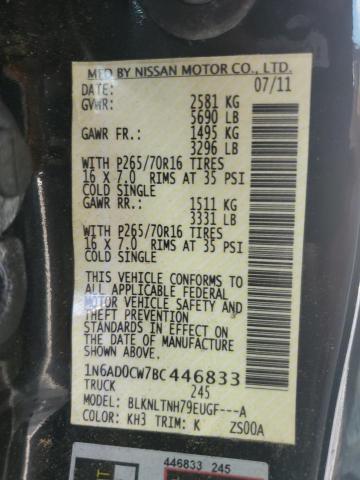 MFD BY NISSAN MOTOR CO., LTD.
DATE: 07/11
GVWR: 2581 KG
5690 LB
GAWR FR.: 1495 KG
3296 LB
WITH P265/70R16 TIRES
16 X 7.0 RIMS AT 35 PSI
COLD SINGLE
GAWR RR.: 1511 KG
3331 LB
WITH P265/70R16 TIRES
16 X 7.0 RIMS AT 35 PSI
COLD SINGLE
THIS VEHICLE CONFORMS TO
ALL APPLICABLE FEDERAL
MOTOR VEHICLE SAFETY AND
THEFT PREVENTION
STANDARDS IN EFFECT ON THE
DATE OF MANUFACTURE
SHOWN ABOVE.
1N6AD0CW7BC446833
TRUCK 245
MODEL: BLKNLTNH79EUGF---A
COLOR: KH3 TRIM: K ZS00A
446833 245